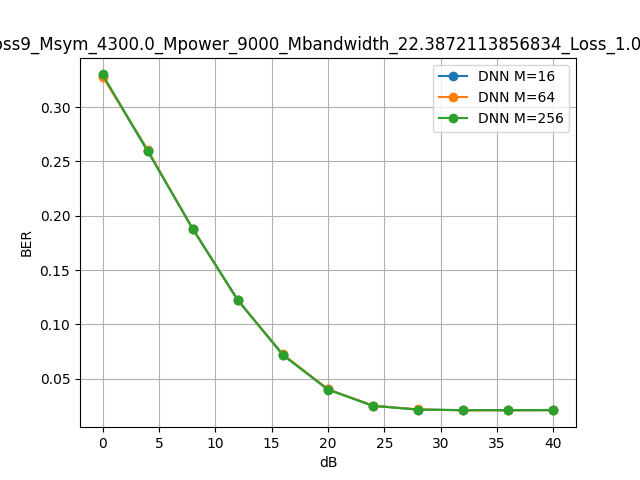 oss9_Msym_4300.0_Mpower_9000_Mbandwidth_22.3872113856834_Loss_1.0
DNN M=16
DNN M=64
DNN M=256
0.30
0.25
0.20
0.15
0.10
0.05
BER
0 5 10 15 20 25 30 35 40
dB